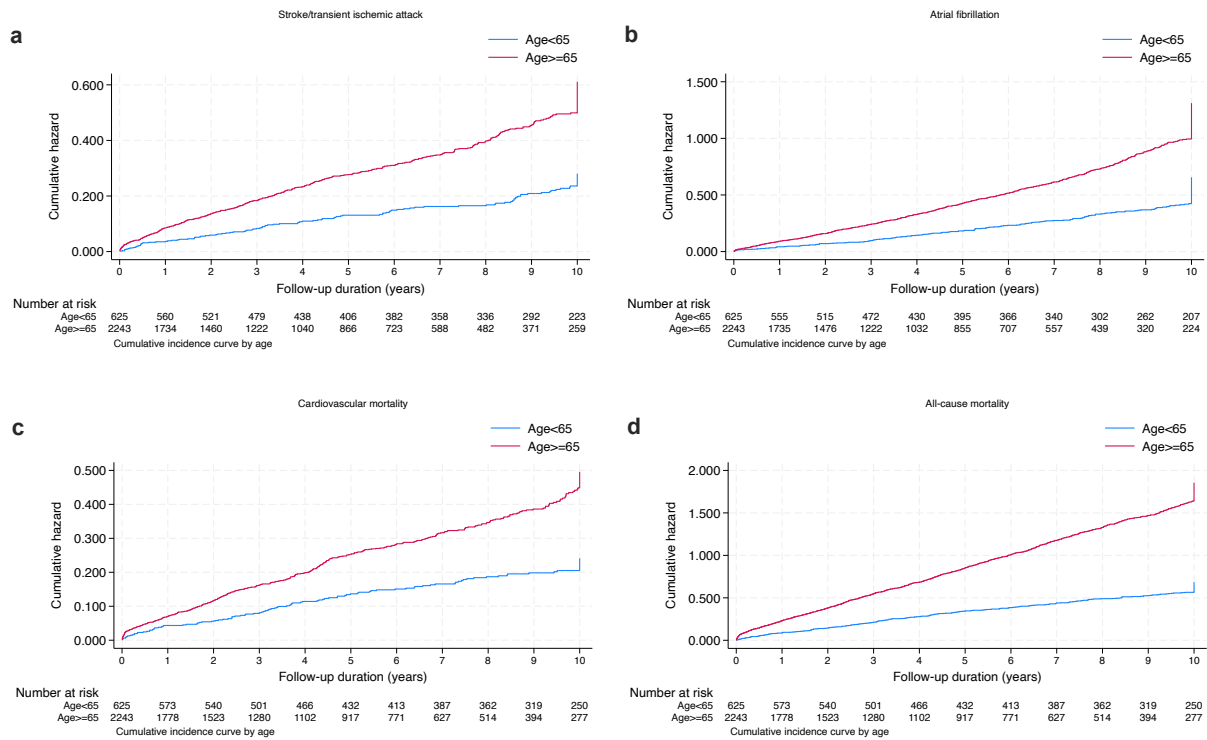 Stroke/transient ischemic attack
a
Age<65
Age>=65
0.600
0.400
0.200
0.000
Cumulative hazard
0 1 2 3 4 5 6 7 8 9 10
Follow-up duration (years)
Number at risk
Age<65 625 560 521 479 438 406 382 358 336 292 223
Age>=65 2243 1734 1460 1222 1040 866 723 588 482 371 259
Cumulative incidence curve by age
Atrial fibrillation
b
Age<65
Age>=65
1.500
1.000
0.500
0.000
Cumulative hazard
0 1 2 3 4 5 6 7 8 9 10
Follow-up duration (years)
Number at risk
Age<65 625 555 515 472 430 395 366 340 302 262 207
Age>=65 2243 1735 1476 1222 1032 855 707 557 439 320 224
Cumulative incidence curve by age
Cardiovascular mortality
c
Age<65
Age>=65
0.500
0.400
0.300
0.200
0.100
0.000
Cumulative hazard
0 1 2 3 4 5 6 7 8 9 10
Follow-up duration (years)
Number at risk
Age<65 625 573 540 501 466 432 413 387 362 319 250
Age>=65 2243 1778 1523 1280 1102 917 771 627 514 394 277
Cumulative incidence curve by age
All-cause mortality
d
Age<65
Age>=65
2.000
1.500
1.000
0.500
0.000
Cumulative hazard
0 1 2 3 4 5 6 7 8 9 10
Follow-up duration (years)
Number at risk
Age<65 625 573 540 501 466 432 413 387 362 319 250
Age>=65 2243 1778 1523 1280 1102 917 771 627 514 394 277
Cumulative incidence curve by age